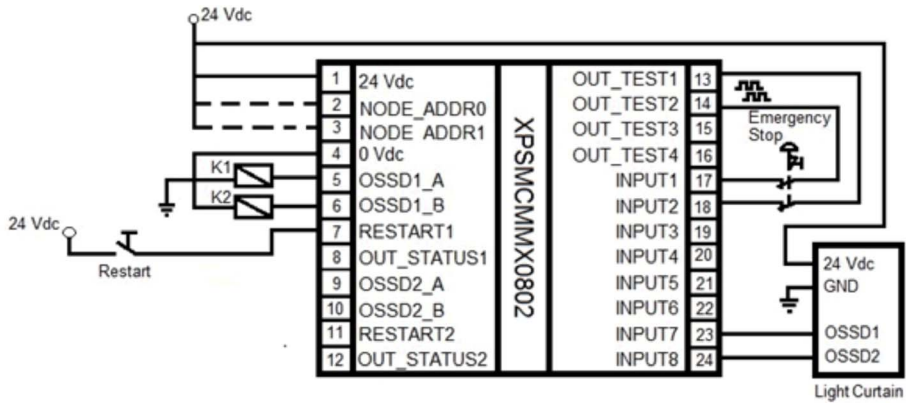 24 Vdc
1 24 Vdc
2 NODE_ADDR0
3 NODE_ADDR1
4 0 Vdc
K1
5 OSSD1_A
K2
6 OSSD1_B
24 Vdc
7 RESTART1
Restart
8 OUT_STATUS1
9 OSSD2_A
10 OSSD2_B
11 RESTART2
12 OUT_STATUS2
XPSMCMMX0802
OUT_TEST1 13
OUT_TEST2 14
OUT_TEST3 15
OUT_TEST4 16
INPUT1 17
INPUT2 18
INPUT3 19
INPUT4 20
INPUT5 21
INPUT6 22
INPUT7 23
INPUT8 24
Emergency
Stop
24 Vdc
GND
OSSD1
OSSD2
Light Curtain